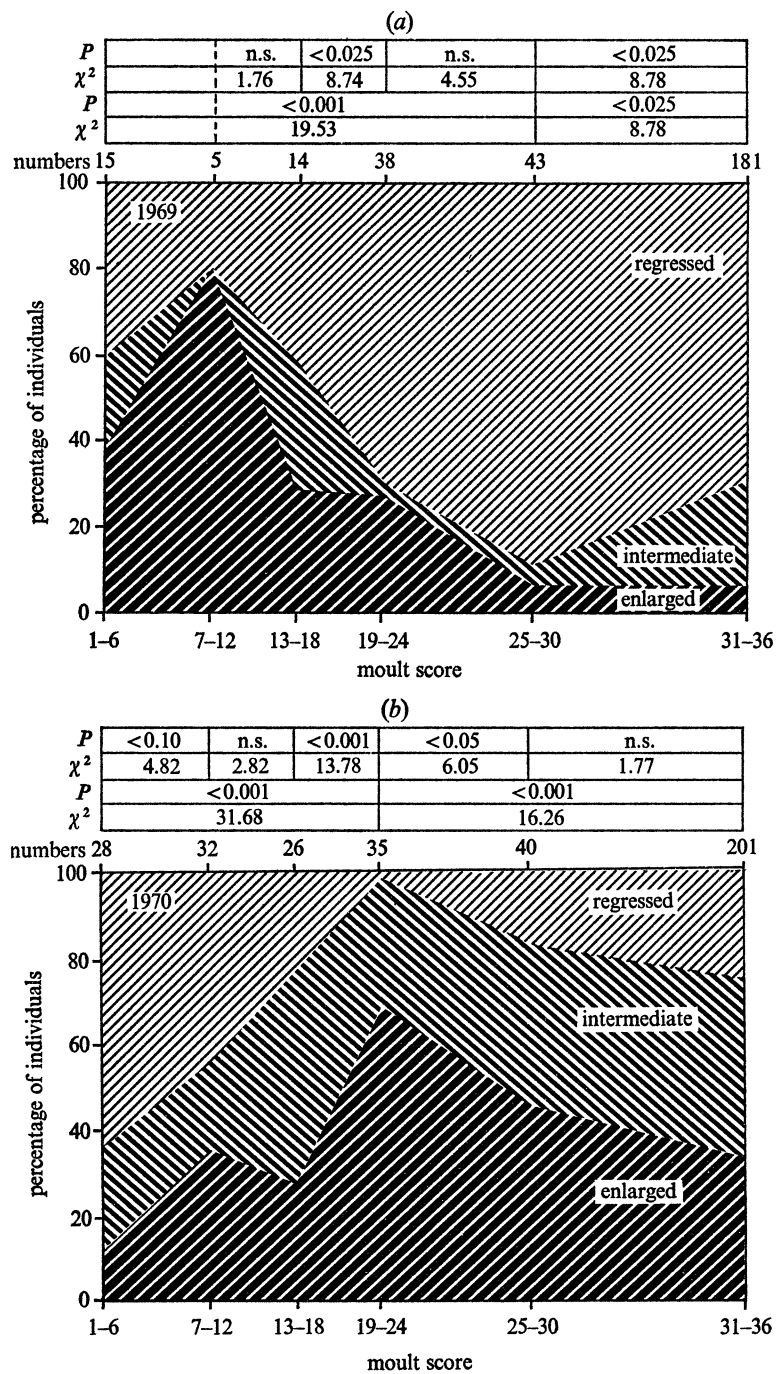 (a)
P n.s. <0.025 n.s. <0.025
χ² 1.76 8.74 4.55 8.78
P <0.001 <0.025
χ² 19.53 8.78
numbers 15 5 14 38 43 181
100
1969
regressed
80
60
40
20
intermediate
enlarged
0
percentage of individuals
1–6 7–12 13–18 19–24 25–30 31–36
moult score
(b)
P <0.10 n.s. <0.001 <0.05 n.s.
χ² 4.82 2.82 13.78 6.05 1.77
P <0.001 <0.001
χ² 31.68 16.26
numbers 28 32 26 35 40 201
100
1970
regressed
80
intermediate
60
40
enlarged
20
0
percentage of individuals
1–6 7–12 13–18 19–24 25–30 31–36
moult score